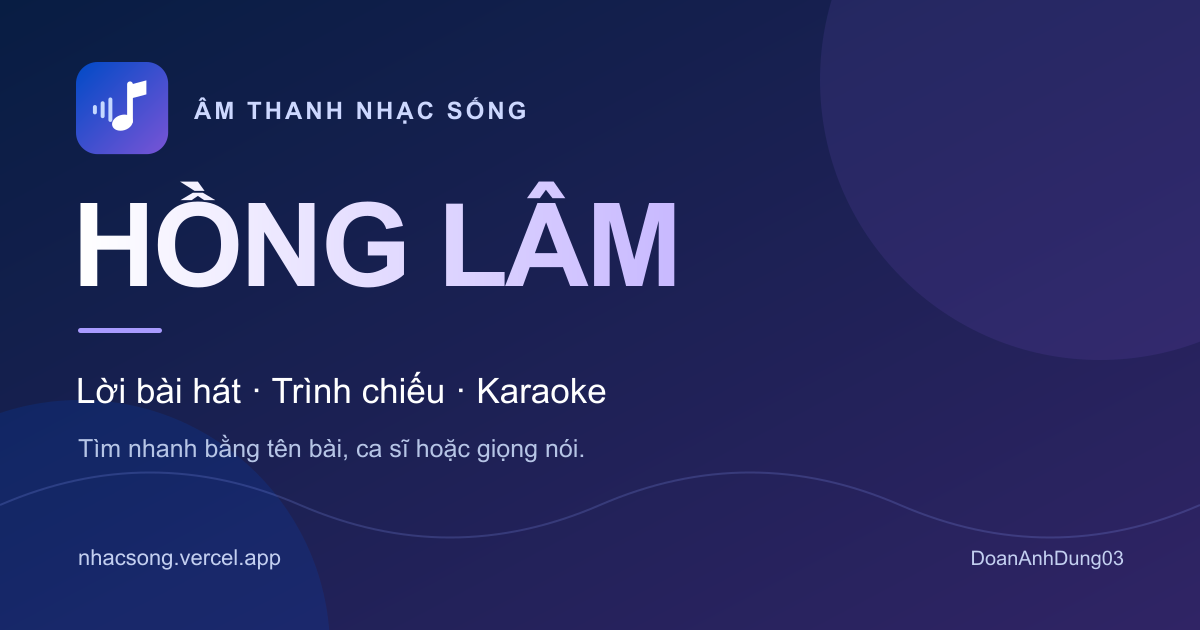 ÂM THANH NHẠC SỐNG
HỒNG LÂM
Lời bài hát · Trình chiếu · Karaoke
Tìm nhanh bằng tên bài, ca sĩ hoặc giọng nói.
nhacsong.vercel.app
DoanAnhDung03